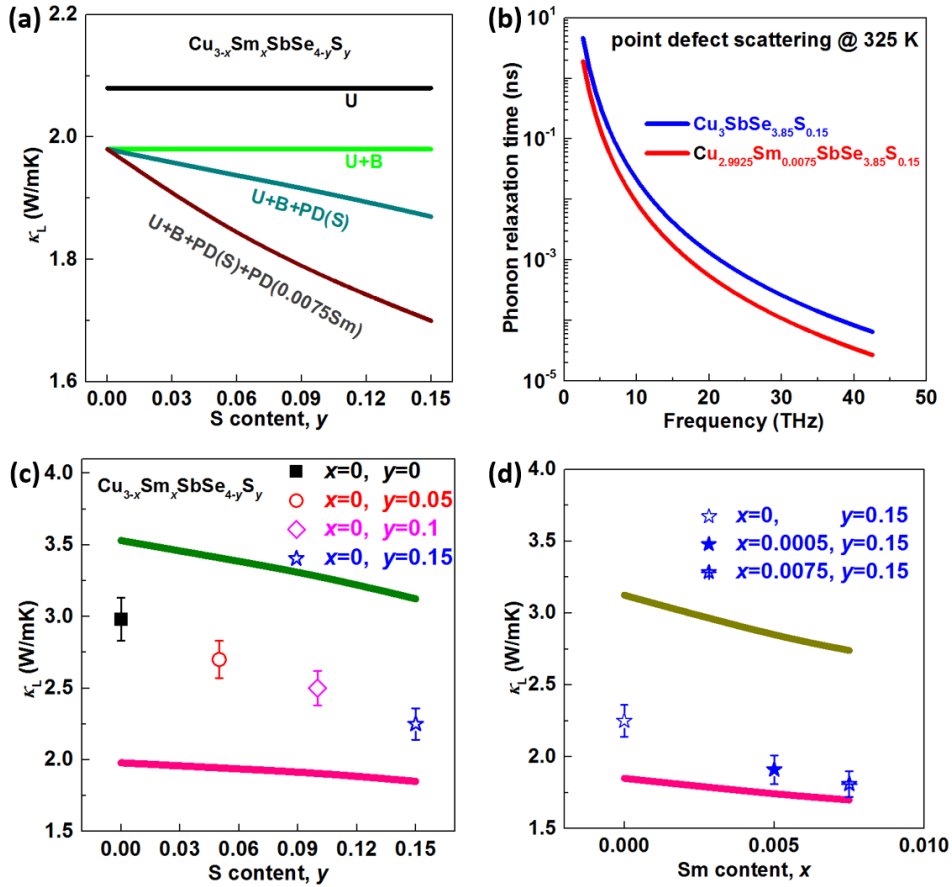 (a)
2.2
2.0
1.8
1.6
κL (W/mK)
Cu3-xSmxSbSe4-ySy
U
U+B
U+B+PD(S)
U+B+PD(S)+PD(0.0075Sm)
0.00 0.03 0.06 0.09 0.12 0.15
S content, y
(b)
10^1
10^-1
10^-3
10^-5
Phonon relaxation time (ns)
point defect scattering @ 325 K
Cu3SbSe3.85S0.15
Cu2.9925Sm0.0075SbSe3.85S0.15
0 10 20 30 40 50
Frequency (THz)
(c)
4.0
3.5
3.0
2.5
2.0
1.5
κL (W/mK)
Cu3-xSmxSbSe4-ySy
x=0, y=0
x=0, y=0.05
x=0, y=0.1
x=0, y=0.15
0.00 0.03 0.06 0.09 0.12 0.15
S content, y
(d)
4.0
3.0
2.3
1.5
κL (W/mK)
x=0, y=0.15
x=0.0005, y=0.15
x=0.0075, y=0.15
0.000 0.005 0.010
Sm content, x